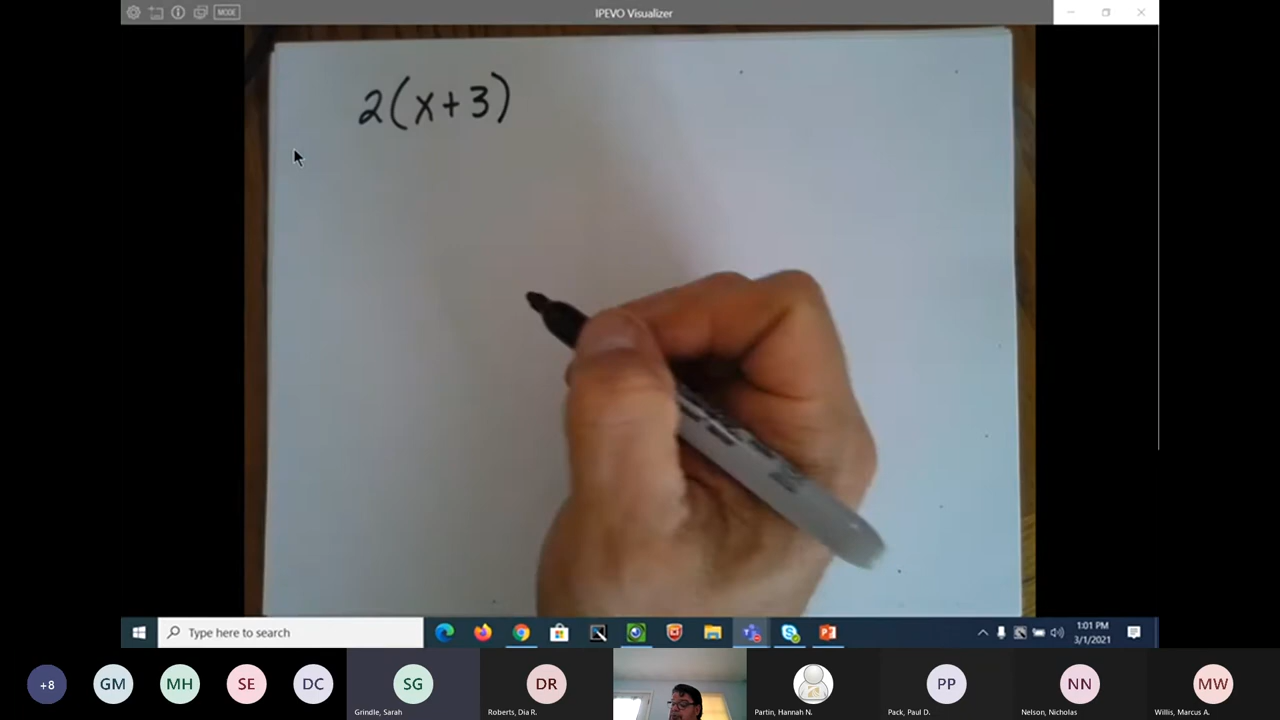 IPEVO Visualizer
MODE
2(x+3)
Type here to search
1:01 PM
3/1/2021
+8
GM
MH
SE
DC
SG
DR
PP
NN
MW
Grindle, Sarah
Roberts, Dia R.
Partin, Hannah N.
Pack, Paul D.
Nelson, Nicholas
Willis, Marcus A.